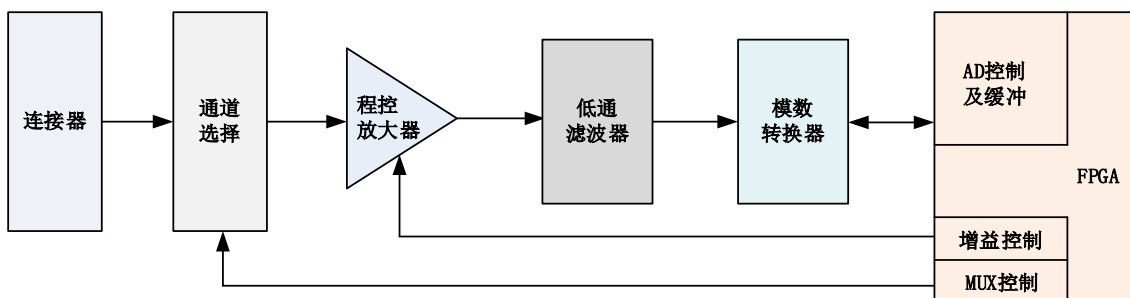 连接器
通道
选择
程控
放大器
低通
滤波器
模数
转换器
AD控制
及缓冲
FPGA
增益控制
MUX控制